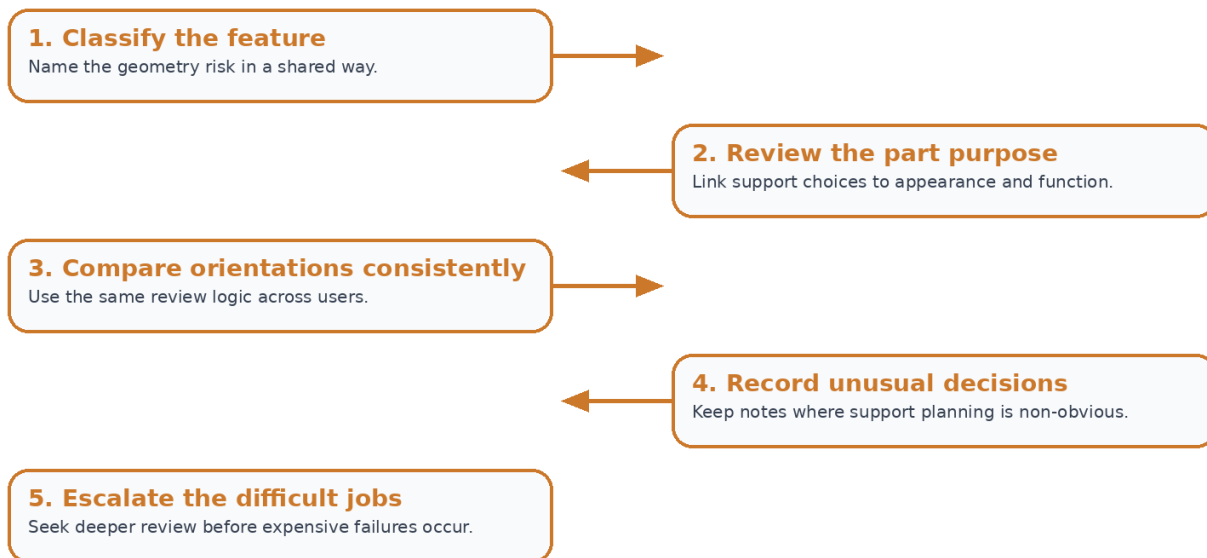 1. Classify the feature
Name the geometry risk in a shared way.
2. Review the part purpose
Link support choices to appearance and function.
3. Compare orientations consistently
Use the same review logic across users.
4. Record unusual decisions
Keep notes where support planning is non-obvious.
5. Escalate the difficult jobs
Seek deeper review before expensive failures occur.